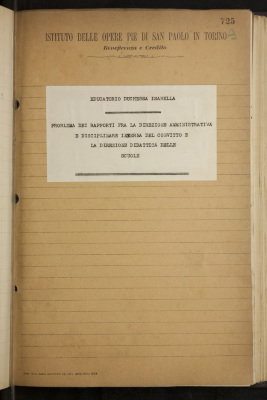 725
ISTITUTO DELLE OPERE PIE DI SAN PAOLO IN TORINO
Beneficenza e Credito
EDUCATORIO DUCHESSA ISABELLA
PROBLEMA DEI RAPPORTI FRA LA DIREZIONE AMMINISTRATIVA
E DISCIPLINARE INTERNA DEL CONVITTO E
LA DIREZIONE DIDATTICA DELLE
SCUOLE